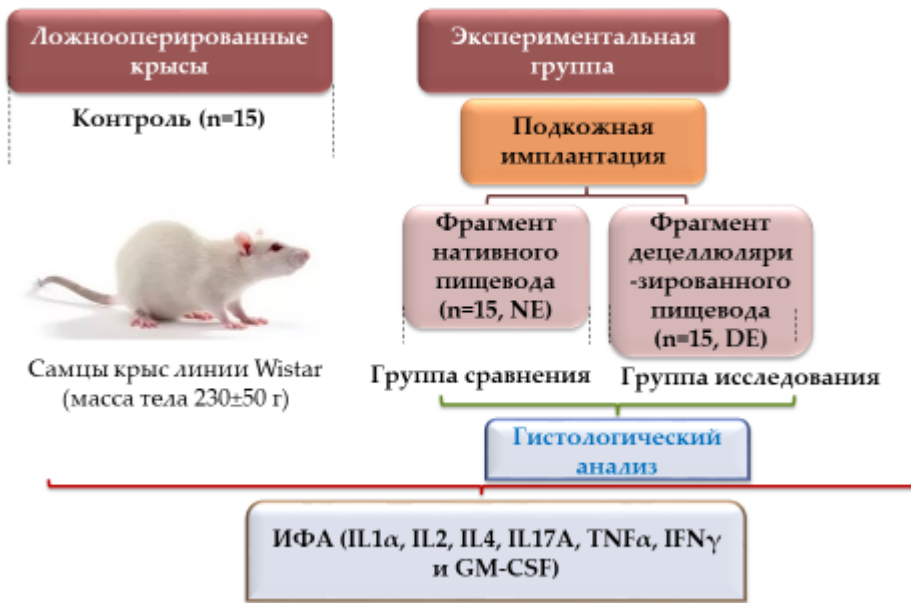 Ложнооперированные
крысы
Контроль (n=15)
Самцы крыс линии Wistar
(масса тела 230±50 г)
Экспериментальная
группа
Подкожная
имплантация
Фрагмент
нативного
пищевода
(n=15, NE)
Фрагмент
децеллюляри
-зированного
пищевода
(n=15, DE)
Группа сравнения
Группа исследования
Гистологический
анализ
ИФА (IL1α, IL2, IL4, IL17A, TNFα, IFNγ
и GM-CSF)